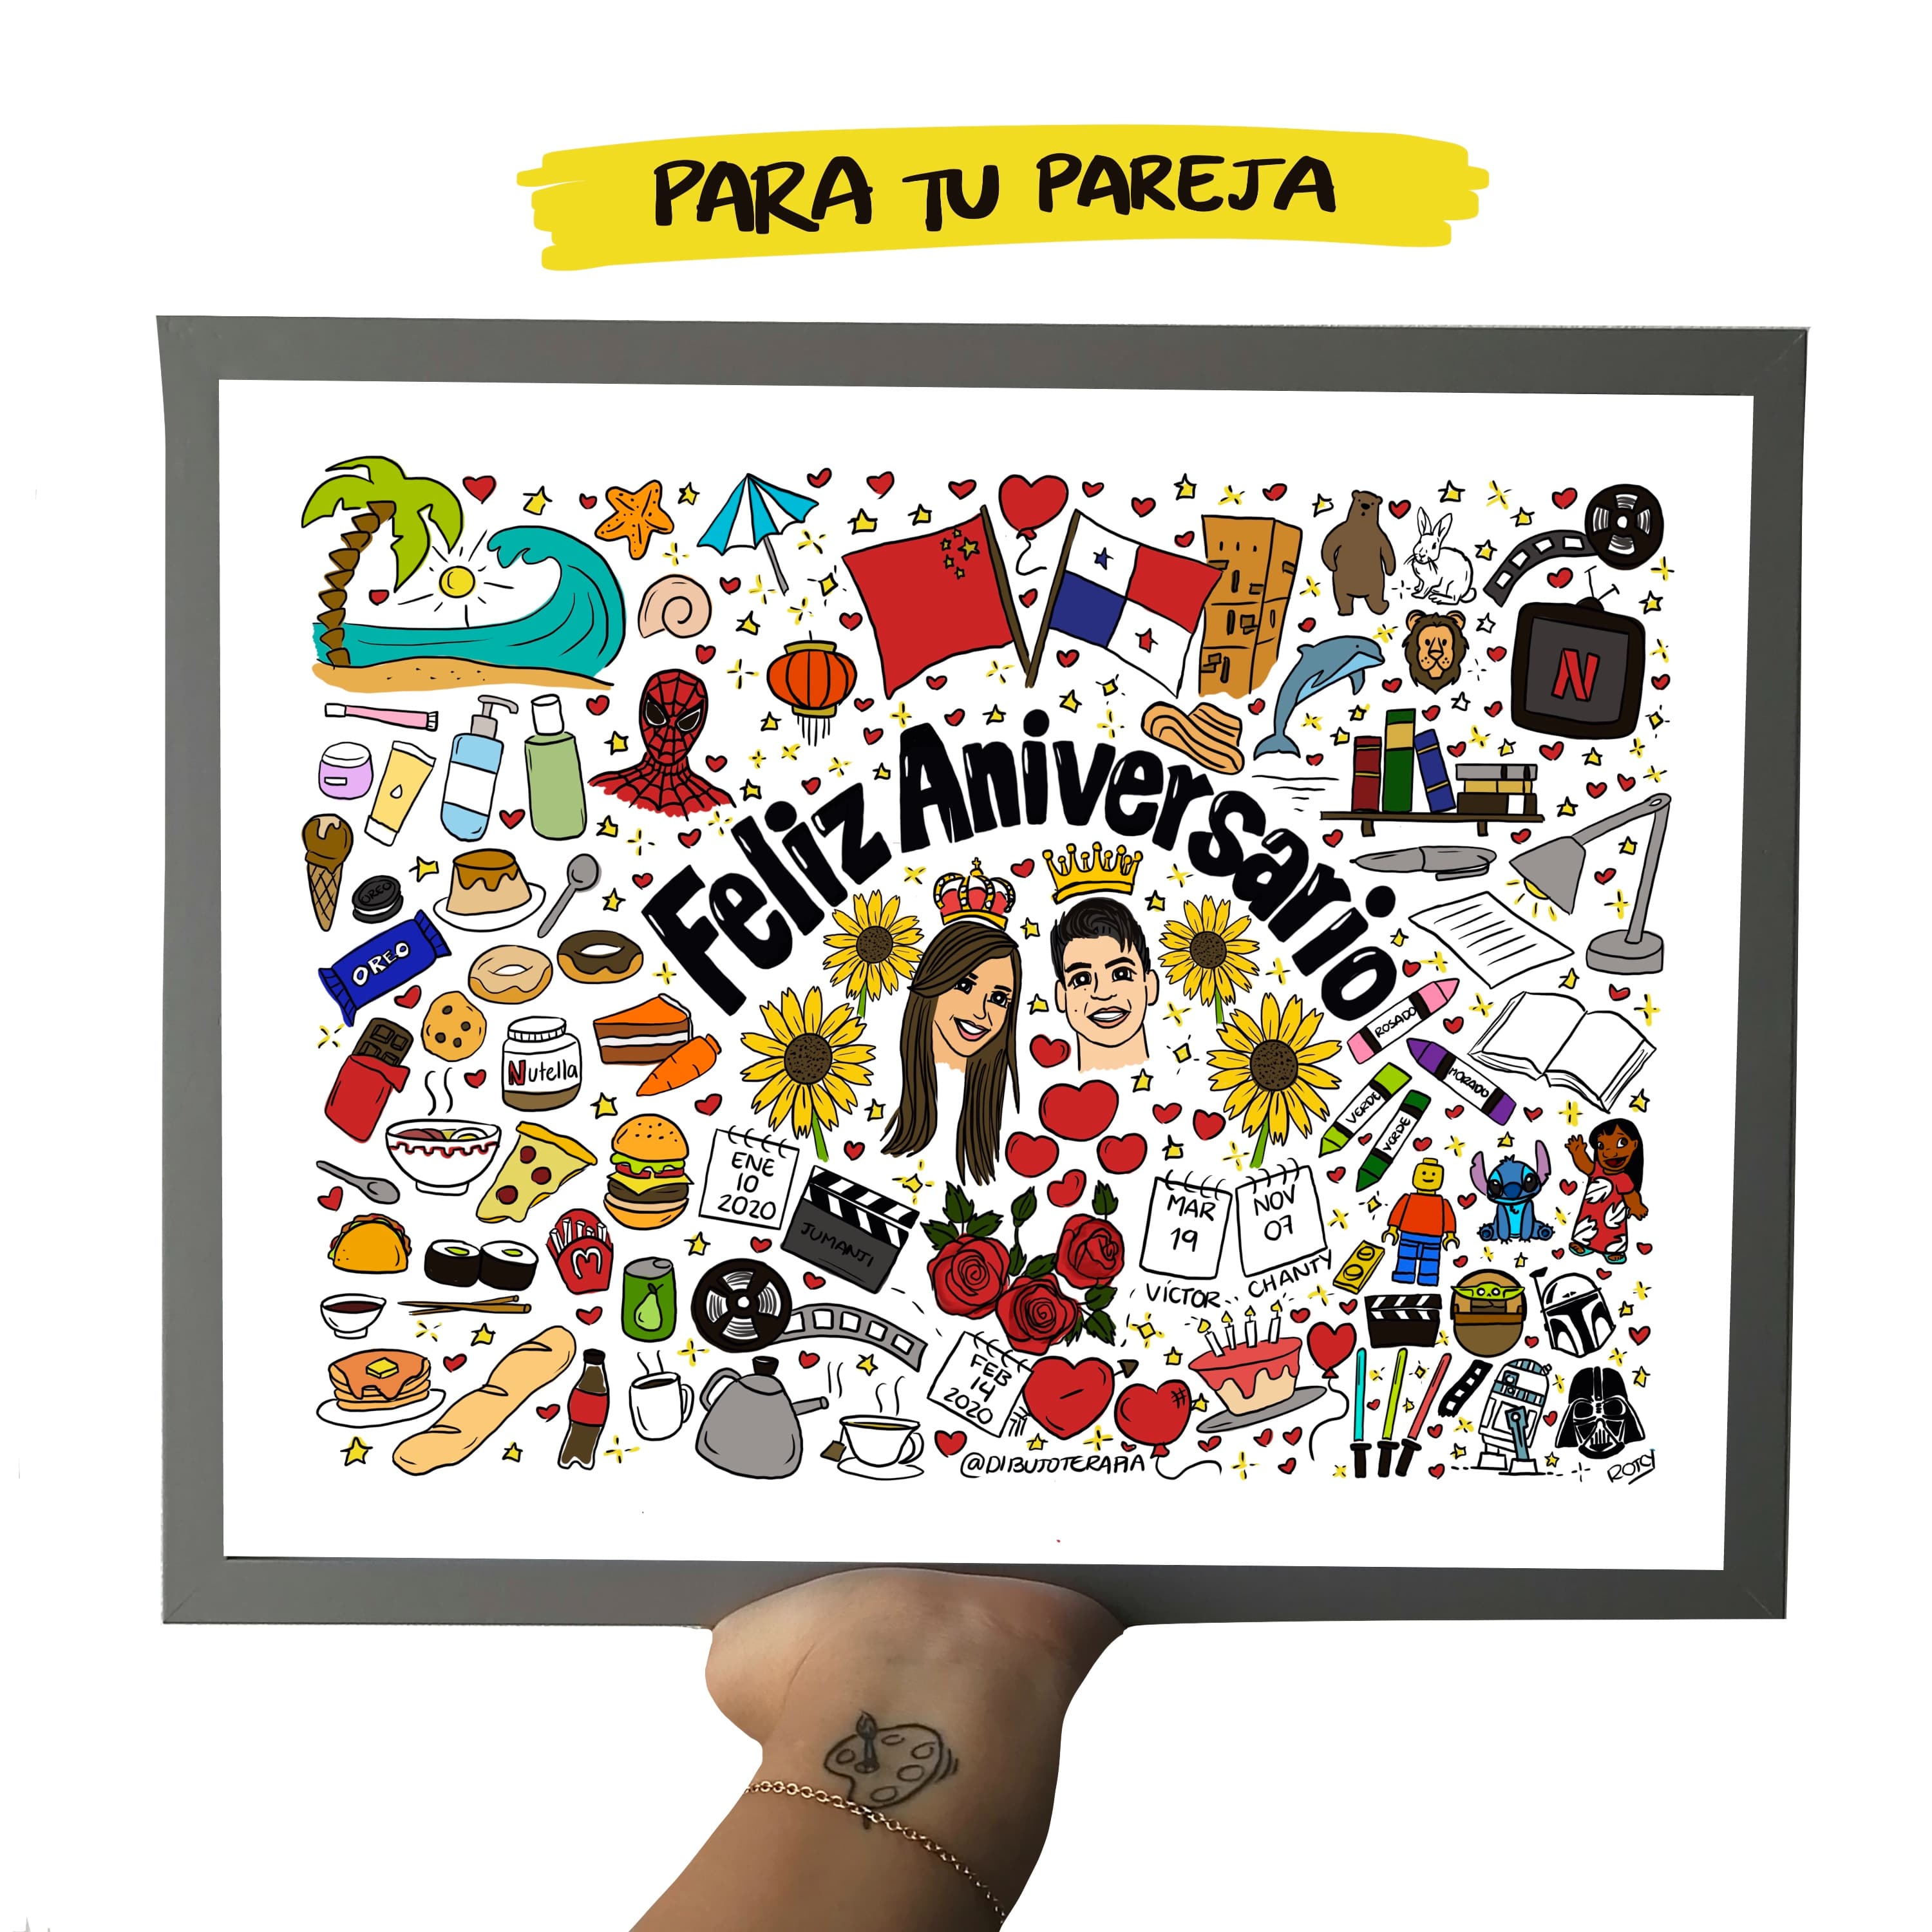 PARA TU PAREJA
Feliz Aniversario
N
OREO
OREO
Nutella
ROSADO
MORADO
VERDE
VERDE
ENE
10
2020
JUMANJI
MAR
19
NOV
07
VÍCTOR
CHANTY
M
FEB
14
2020
@DIBUJOTERAPIA
ROTCI